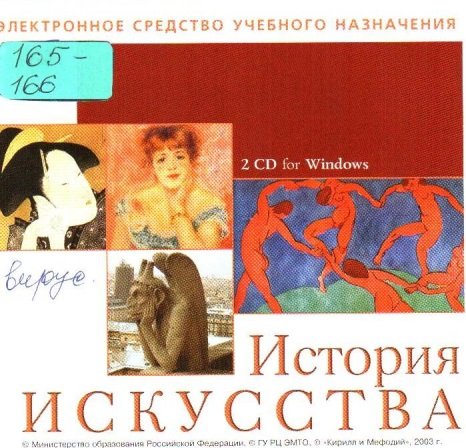 ЭЛЕКТРОННОЕ СРЕДСТВО УЧЕБНОГО НАЗНАЧЕНИЯ
165-
166
2 CD for Windows
вирус.
История
ИСКУССТВА
© Министерство образования Российской Федерации, © ГУ РЦ ЭМТО, © «Кирилл и Мефодий», 2003 г.